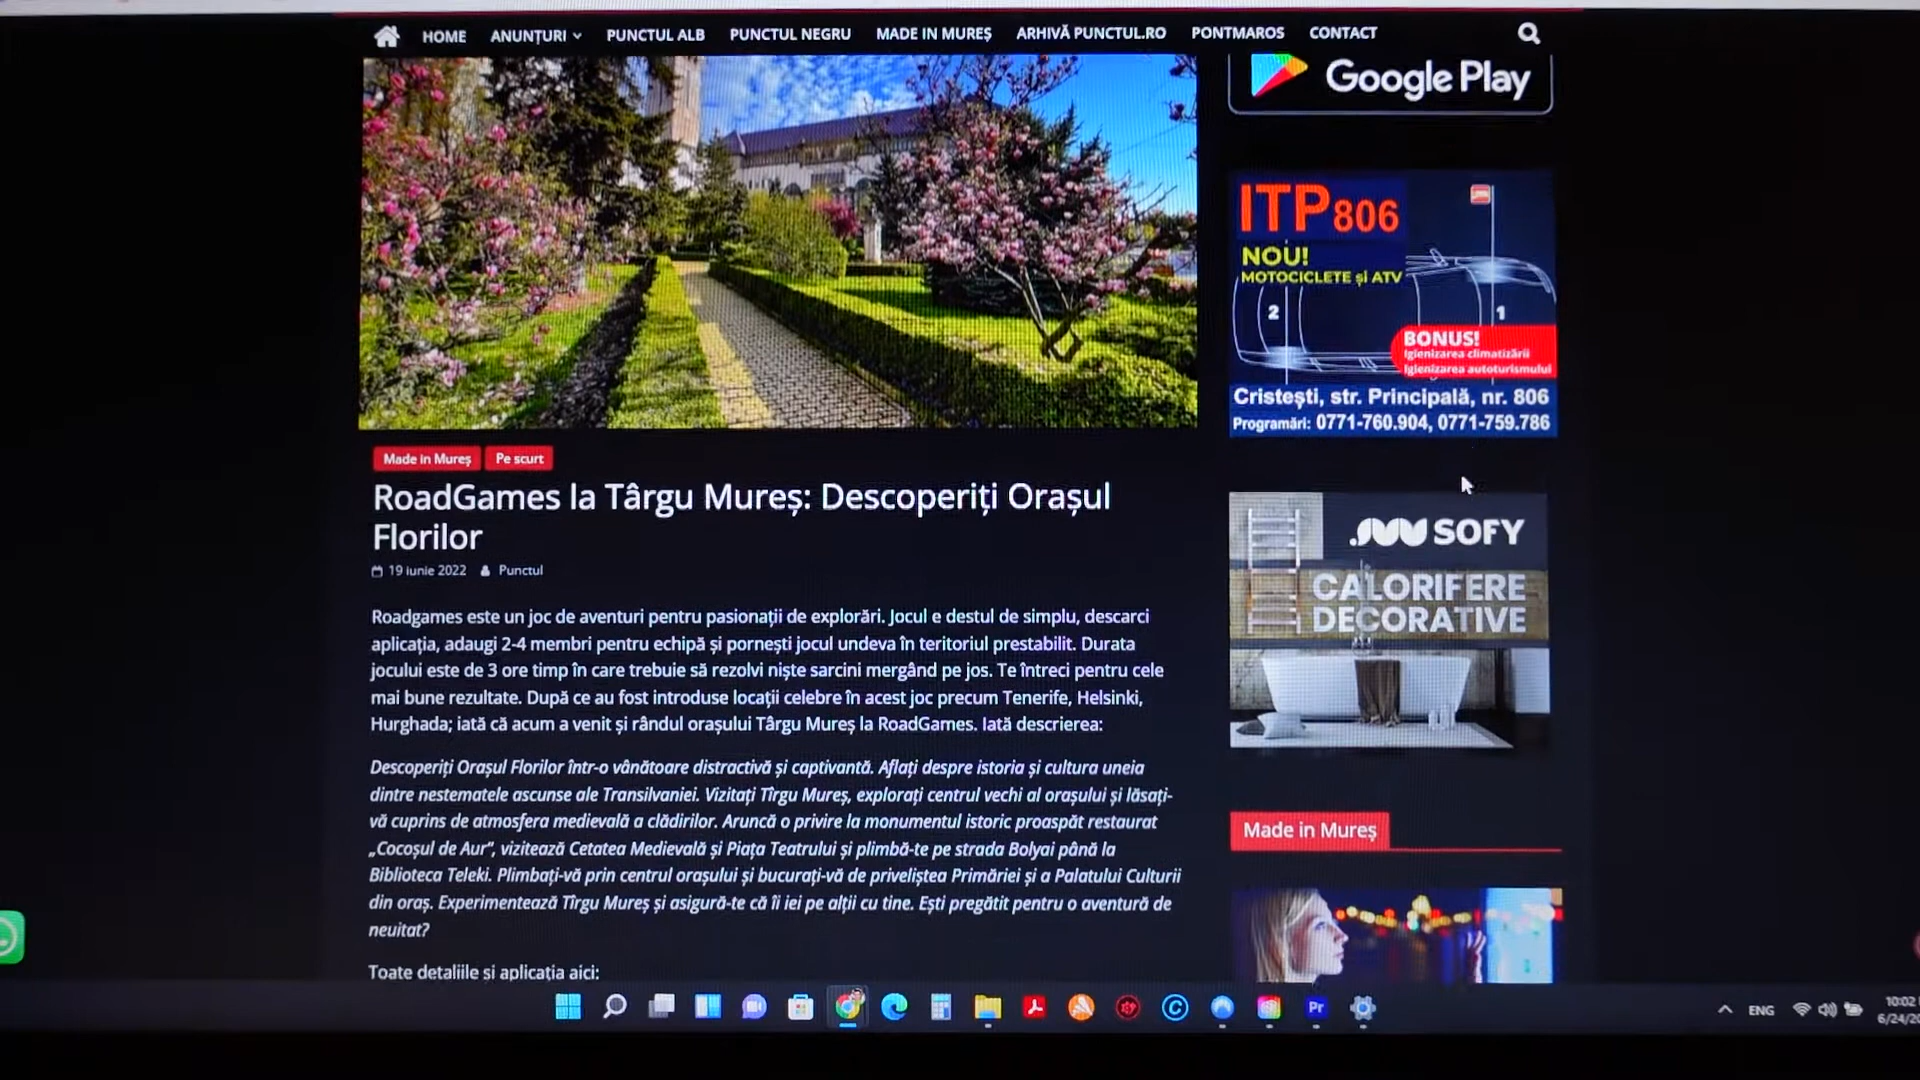 HOME ANUNȚURI PUNCTUL ALB PUNCTUL NEGRU MADE IN MUREȘ ARHIVĂ PUNCTUL.RO PONTMAROS CONTACT
Google Play
ITP806
NOU!
MOTOCICLETE și ATV
2
1
BONUS!
Igienizarea climatizării
Igienizarea autoturismului
Cristești, str. Principală, nr. 806
Programări: 0771-760.904, 0771-759.786
Made in Mureș Pe scurt
RoadGames la Târgu Mureș: Descoperiți Orașul
Florilor
19 iunie 2022 Punctul
Roadgames este un joc de aventuri pentru pasionații de explorări. Jocul e destul de simplu, descarci
aplicația, adaugi 2-4 membri pentru echipă și pornești jocul undeva în teritoriul prestabilit. Durata
jocului este de 3 ore timp în care trebuie să rezolvi niște sarcini mergând pe jos. Te întreci pentru cele
mai bune rezultate. După ce au fost introduse locații celebre în acest joc precum Tenerife, Helsinki,
Hurghada; iată că acum a venit și rândul orașului Târgu Mureș la RoadGames. Iată descrierea:
Descoperiți Orașul Florilor într-o vânătoare distractivă și captivantă. Aflați despre istoria și cultura uneia
dintre nestematele ascunse ale Transilvaniei. Vizitați Tîrgu Mureș, explorați centrul vechi al orașului și lăsați-
vă cuprins de atmosfera medievală a clădirilor. Aruncă o privire la monumentul istoric proaspăt restaurat
„Cocoșul de Aur”, vizitează Cetatea Medievală și Piața Teatrului și plimbă-te pe strada Bolyai până la
Biblioteca Teleki. Plimbați-vă prin centrul orașului și bucurați-vă de priveliștea Primăriei și a Palatului Culturii
din oraș. Experimentează Tîrgu Mureș și asigură-te că îi iei pe alții cu tine. Ești pregătit pentru o aventură de
neuitat?
Toate detaliile și aplicația aici:
SOFY
CALORIFERE
DECORATIVE
Made in Mureș
Pr
ENG
10:02
6/24/20